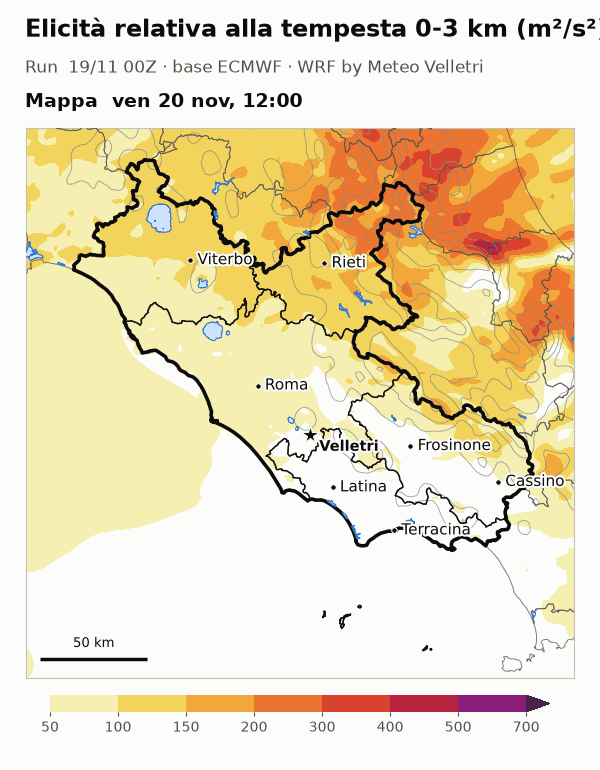 Elicità relativa alla tempesta 0-3 km (m²/s²)
Run  19/11 00Z · base ECMWF · WRF by Meteo Velletri
Mappa  ven 20 nov, 12:00
Viterbo
Rieti
Roma
Velletri
Frosinone
Cassino
Latina
Terracina
50 km
50 100 150 200 300 400 500 700